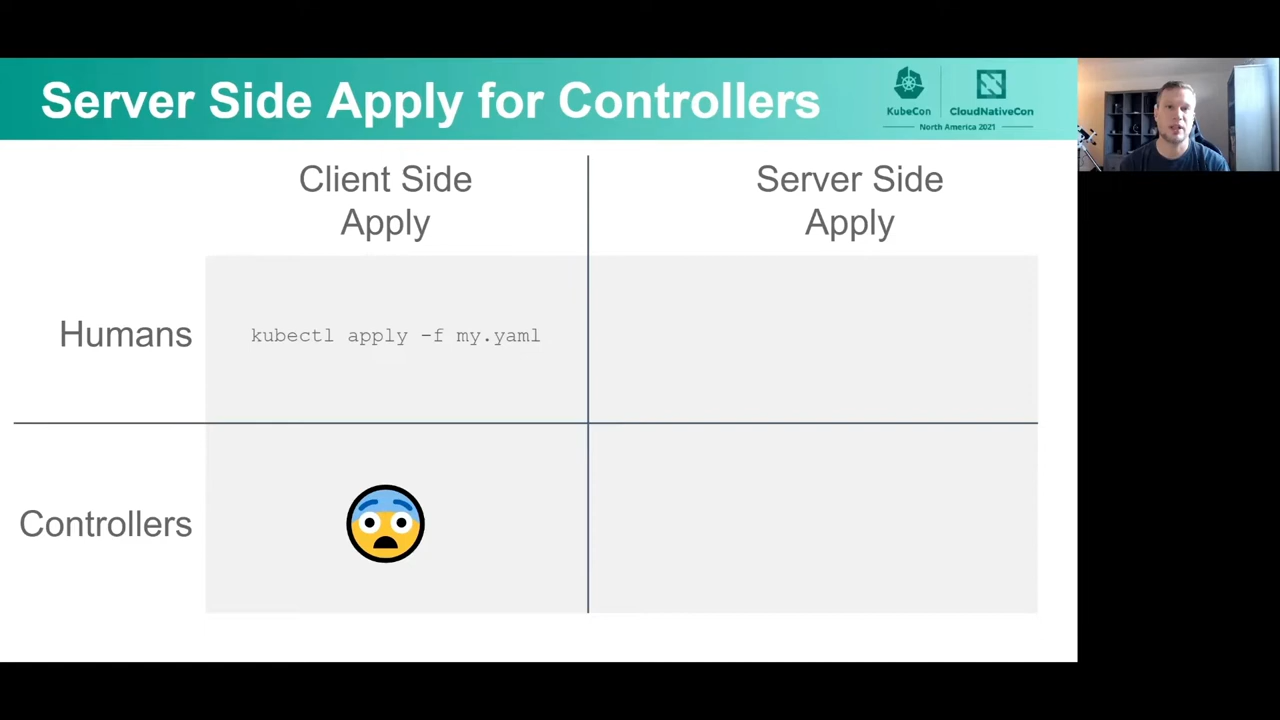 Server Side Apply for Controllers
KubeCon
CloudNativeCon
North America 2021
Client Side
Apply
Server Side
Apply
Humans
kubectl apply -f my.yaml
Controllers